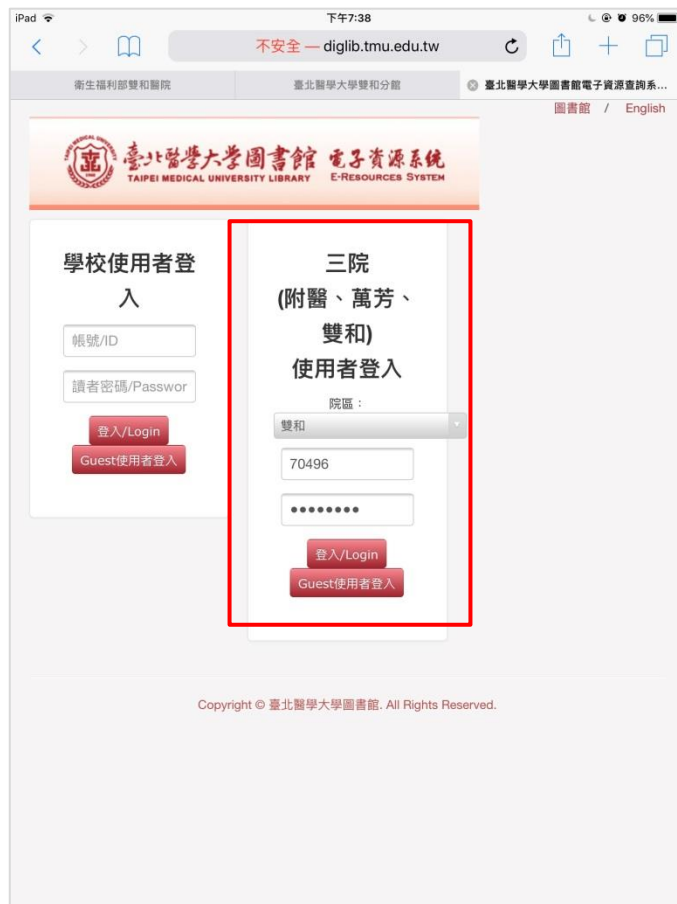 iPad 下午7:38 96%
不安全 — diglib.tmu.edu.tw
衛生福利部雙和醫院
臺北醫學大學雙和分館
臺北醫學大學圖書館電子資源查詢系...
圖書館 / English
臺北醫學大學圖書館 電子資源系統
TAIPEI MEDICAL UNIVERSITY LIBRARY E-RESOURCES SYSTEM
學校使用者登
入
帳號/ID
讀者密碼/Passwor
登入/Login
Guest使用者登入
三院
(附醫、萬芳、
雙和)
使用者登入
院區：
雙和
70496
••••••••
登入/Login
Guest使用者登入
Copyright © 臺北醫學大學圖書館. All Rights Reserved.